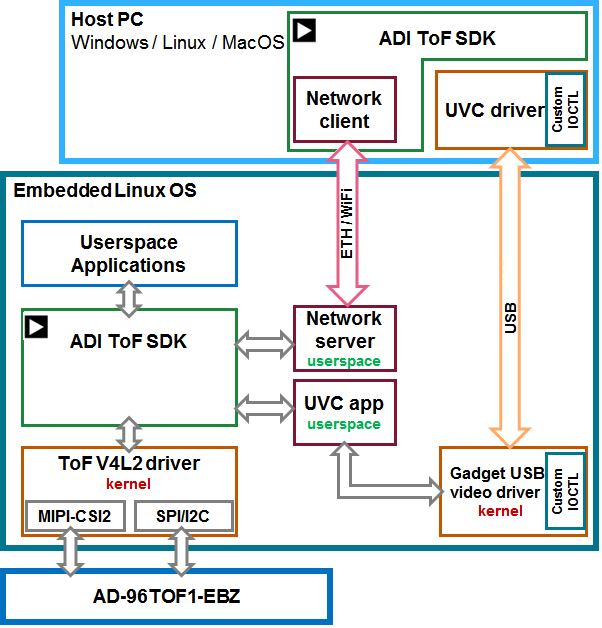 Host PC
Windows / Linux / MacOS
ADI ToF SDK
Network
client
UVC driver
Custom
IOCTL
ETH / WiFi
USB
Embedded Linux OS
Userspace
Applications
ADI ToF SDK
Network
server
userspace
UVC app
userspace
ToF V4L2 driver
kernel
MIPI-CSI2
SPI/I2C
Gadget USB
video driver
kernel
Custom
IOCTL
AD-96TOF1-EBZ